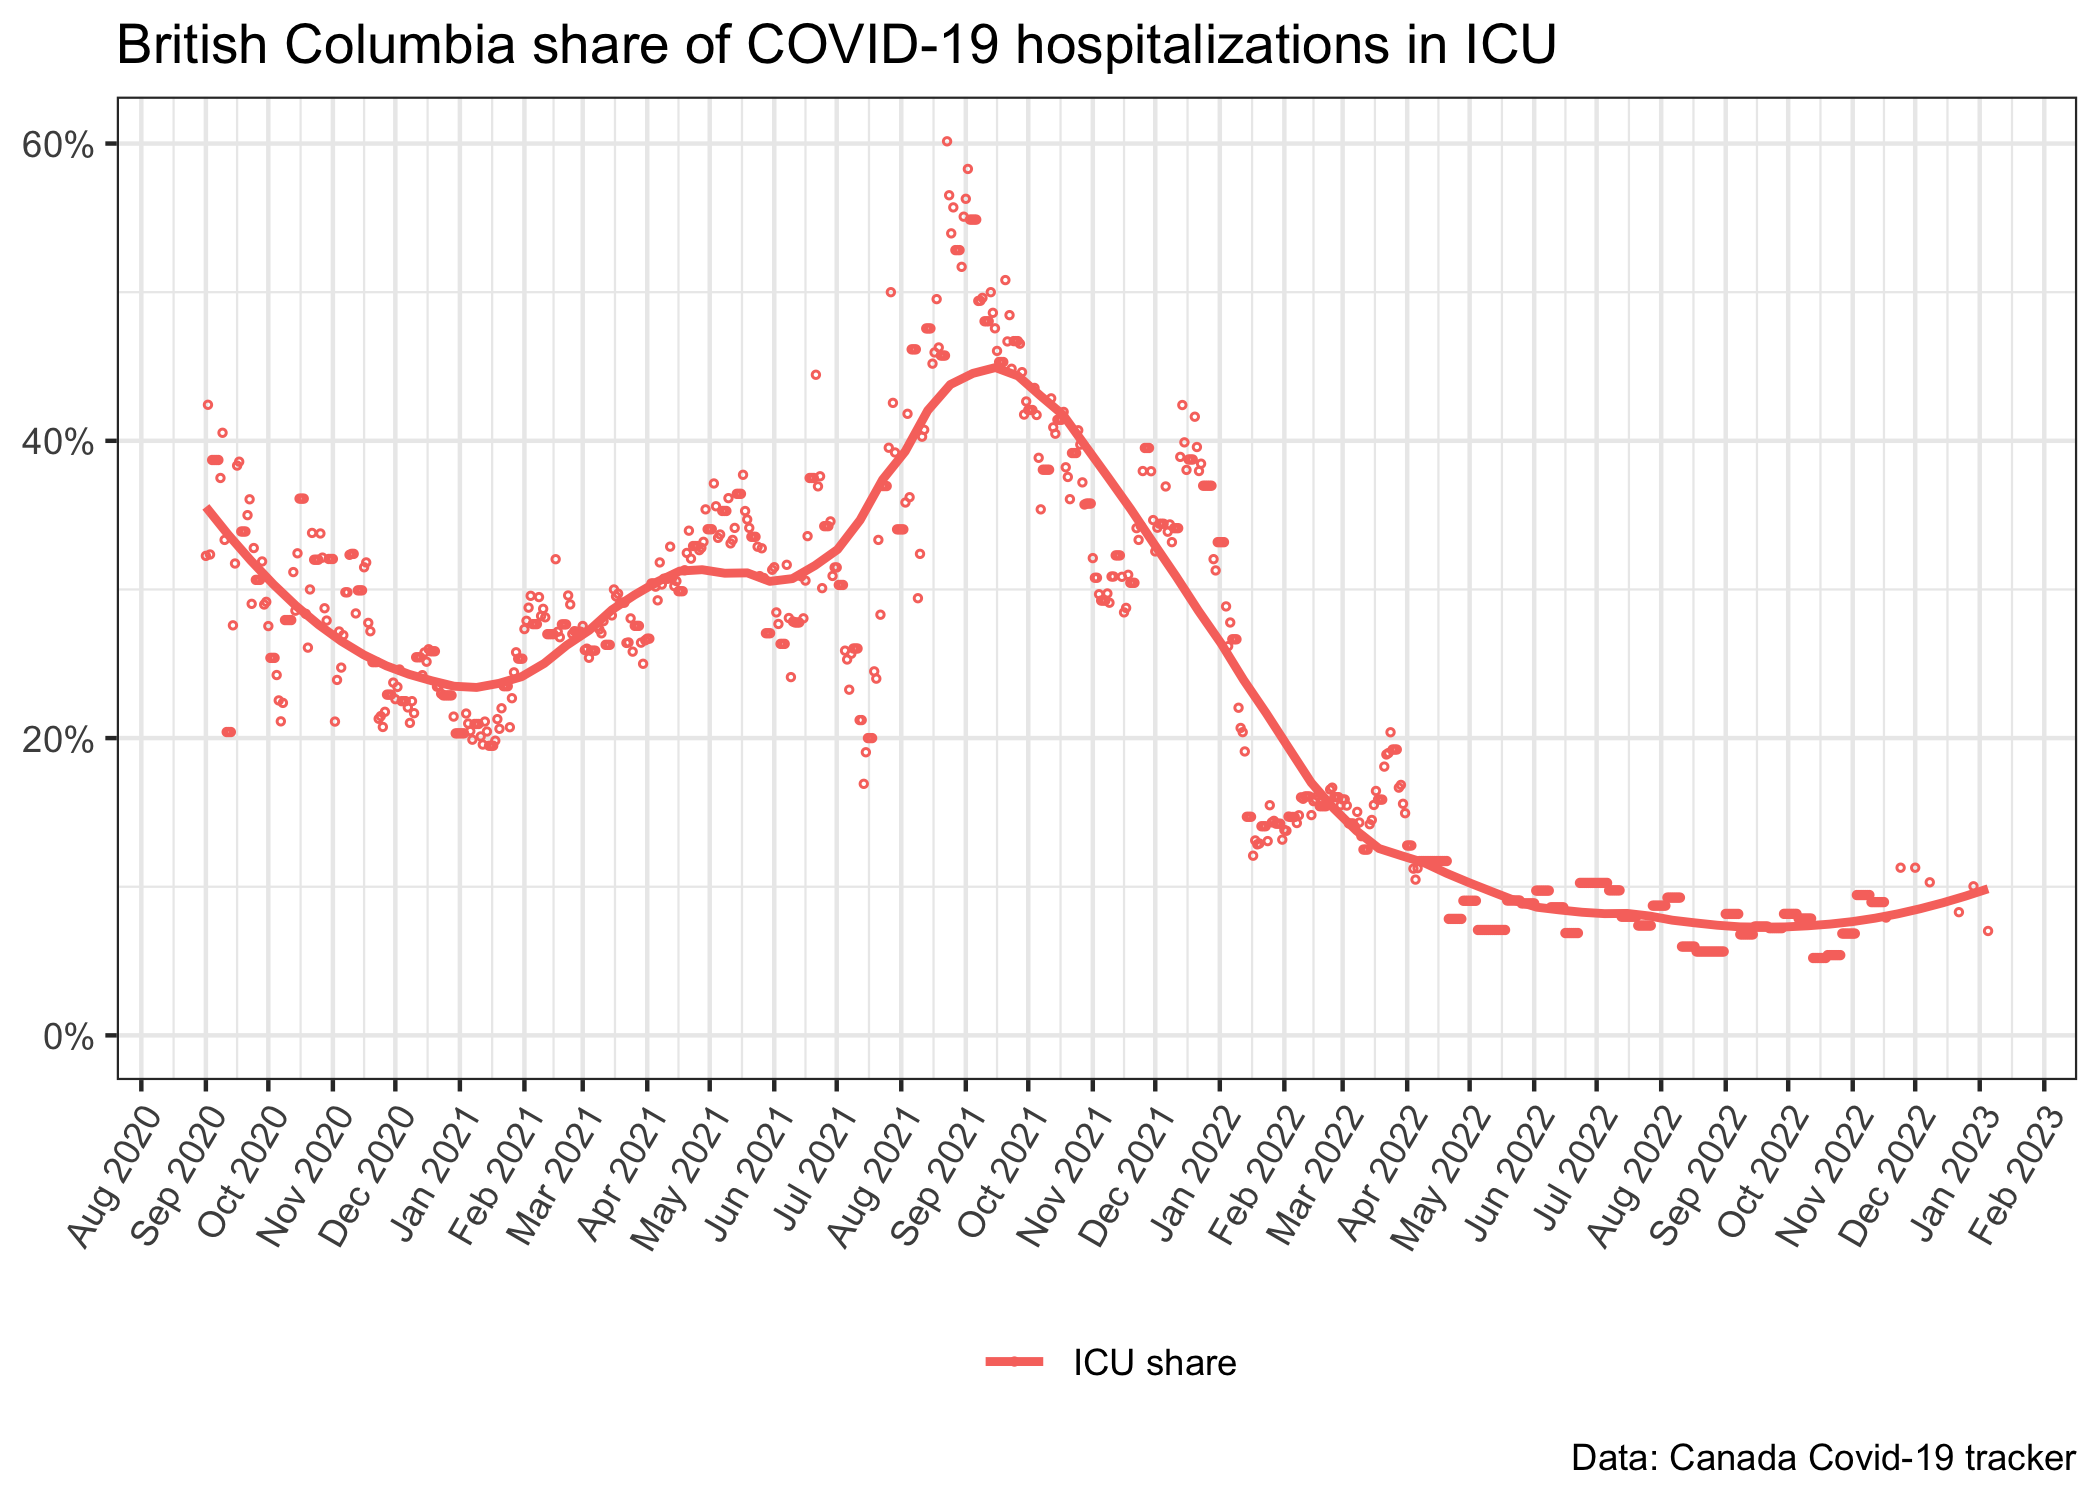 British Columbia share of COVID-19 hospitalizations in ICU
60%
40%
20%
0%
Aug 2020
Sep 2020
Oct 2020
Nov 2020
Dec 2020
Jan 2021
Feb 2021
Mar 2021
Apr 2021
May 2021
Jun 2021
Jul 2021
Aug 2021
Sep 2021
Oct 2021
Nov 2021
Dec 2021
Jan 2022
Feb 2022
Mar 2022
Apr 2022
May 2022
Jun 2022
Jul 2022
Aug 2022
Sep 2022
Oct 2022
Nov 2022
Dec 2022
Jan 2023
Feb 2023
ICU share
Data: Canada Covid-19 tracker